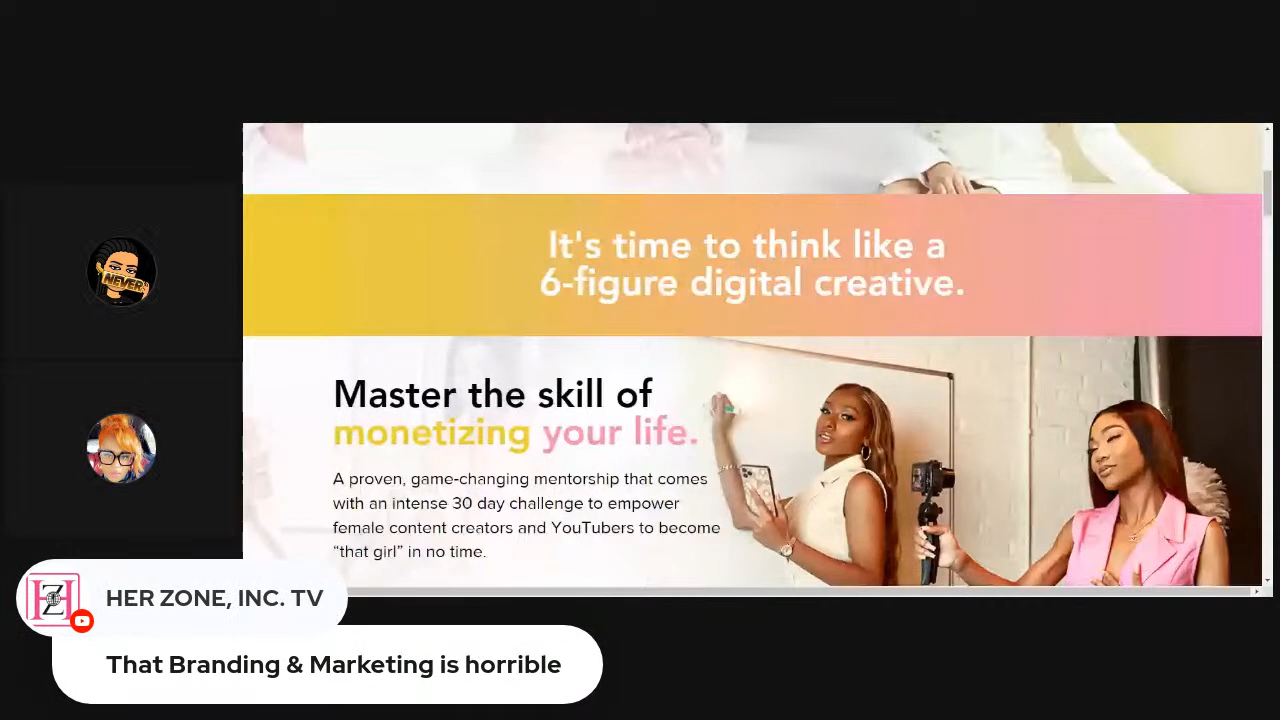 It's time to think like a
6-figure digital creative.
Master the skill of
monetizing your life.
A proven, game-changing mentorship that comes
with an intense 30 day challenge to empower
female content creators and YouTubers to become
“that girl” in no time.
NEVER
HZ
HER ZONE, INC. TV
That Branding & Marketing is horrible